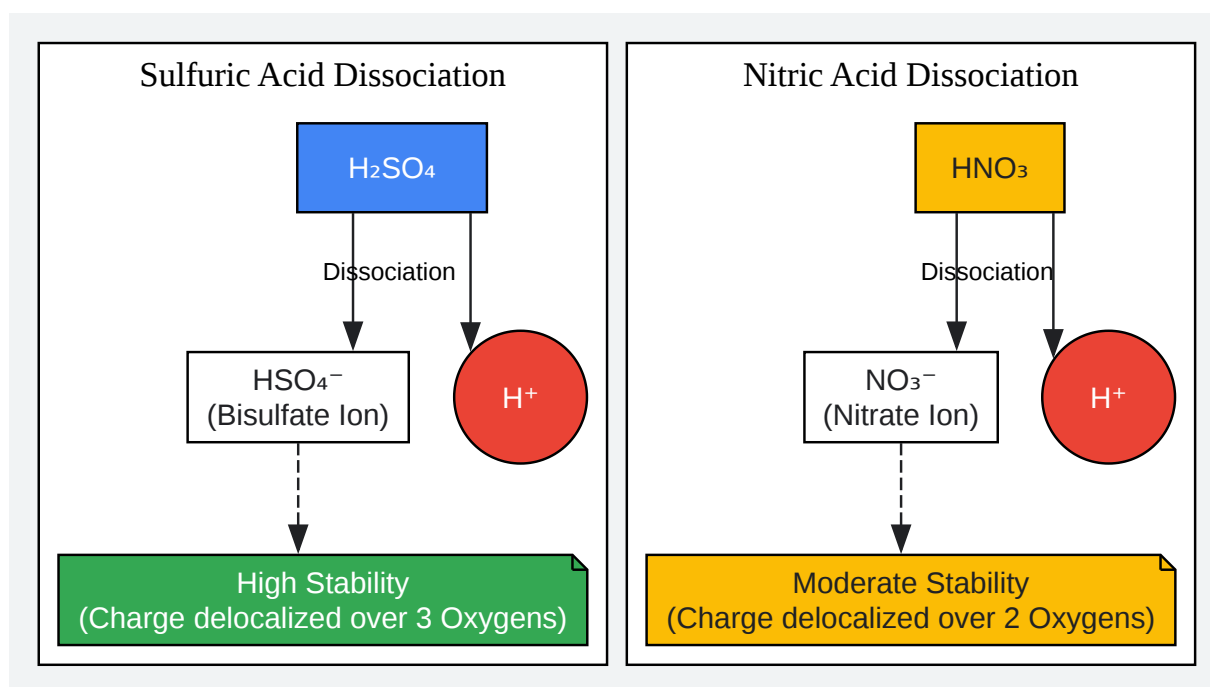 Sulfuric Acid Dissociation
H₂SO₄
Dissociation
HSO₄⁻
(Bisulfate Ion)
H⁺
High Stability
(Charge delocalized over 3 Oxygens)
Nitric Acid Dissociation
HNO₃
Dissociation
NO₃⁻
(Nitrate Ion)
H⁺
Moderate Stability
(Charge delocalized over 2 Oxygens)